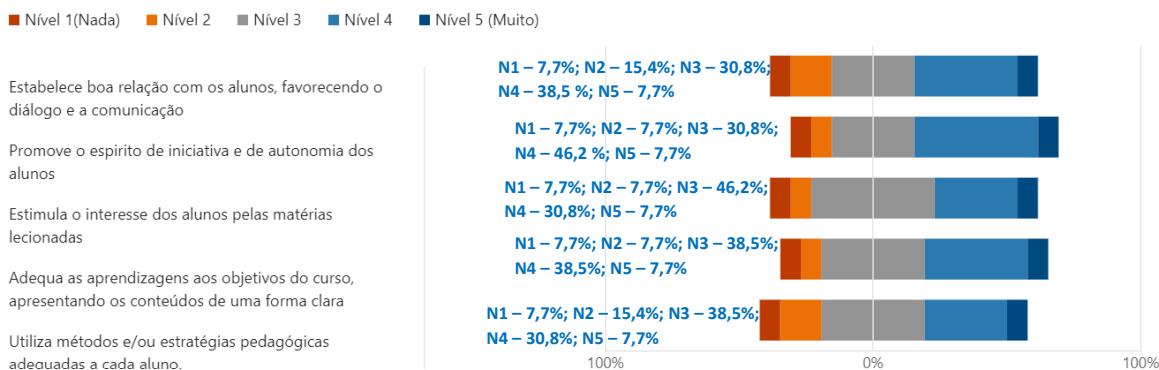 Nível 1(Nada) Nível 2 Nível 3 Nível 4 Nível 5 (Muito)
Estabelece boa relação com os alunos, favorecendo o
diálogo e a comunicação
N1 – 7,7%; N2 – 15,4%; N3 – 30,8%;
N4 – 38,5 %; N5 – 7,7%
Promove o espirito de iniciativa e de autonomia dos
alunos
N1 – 7,7%; N2 – 7,7%; N3 – 30,8%;
N4 – 46,2 %; N5 – 7,7%
Estimula o interesse dos alunos pelas matérias
lecionadas
N1 – 7,7%; N2 – 7,7%; N3 – 46,2%;
N4 – 30,8%; N5 – 7,7%
Adequa as aprendizagens aos objetivos do curso,
apresentando os conteúdos de uma forma clara
N1 – 7,7%; N2 – 7,7%; N3 – 38,5%;
N4 – 38,5%; N5 – 7,7%
Utiliza métodos e/ou estratégias pedagógicas
adequadas a cada aluno.
N1 – 7,7%; N2 – 15,4%; N3 – 38,5%;
N4 – 30,8%; N5 – 7,7%
100% 0% 100%